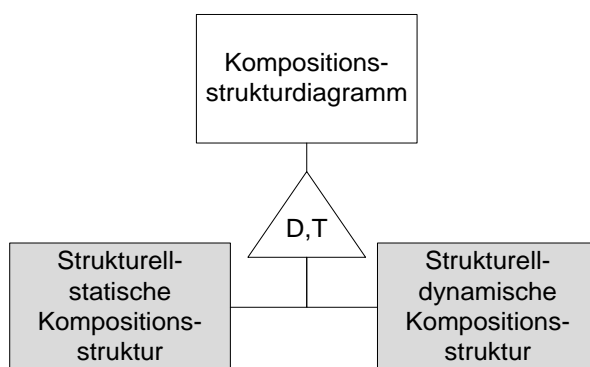 Kompositions-
strukturdiagramm
D,T
Strukturell-
statische
Kompositions-
struktur
Strukturell-
dynamische
Kompositions-
struktur